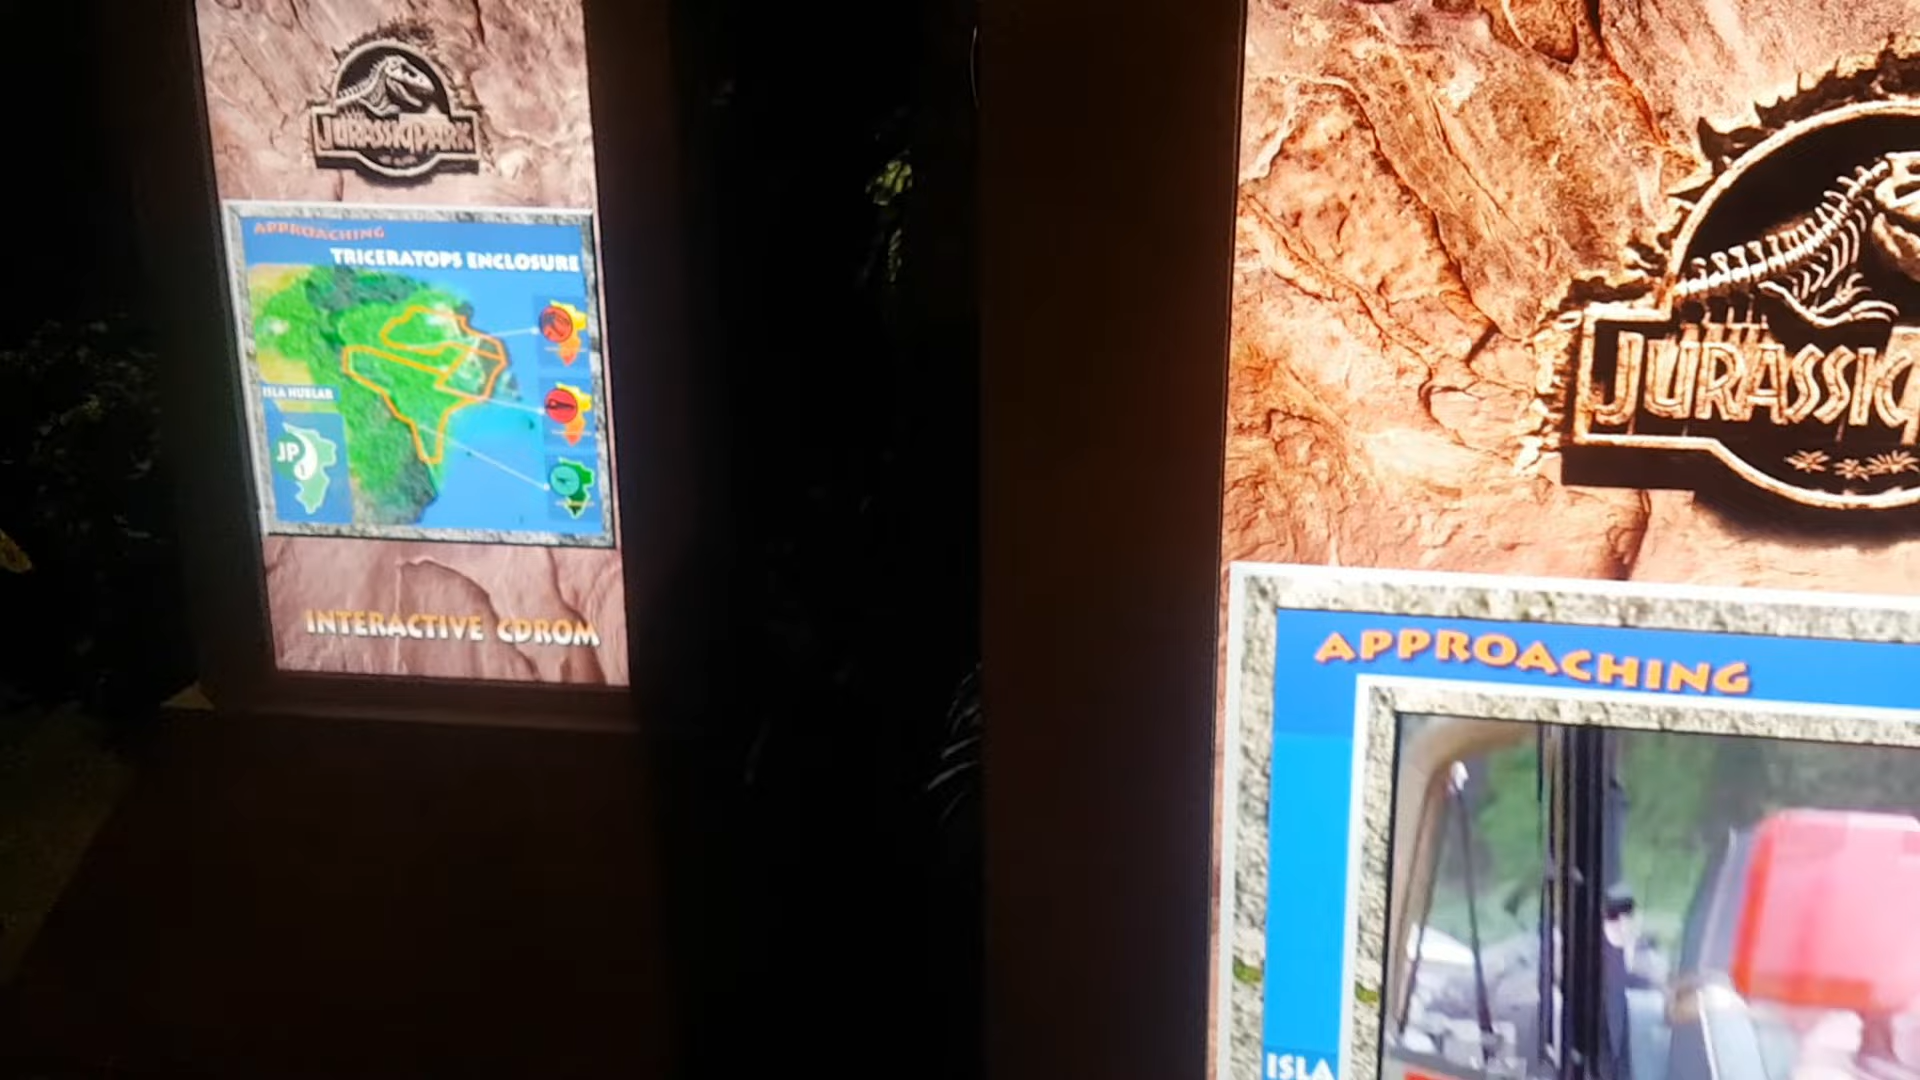 JURASSIC PARK
APPROACHING
TRICERATOPS ENCLOSURE
ISLA NUBLAR
JP
INTERACTIVE CDROM
JURASSIC
APPROACHING
ISLA